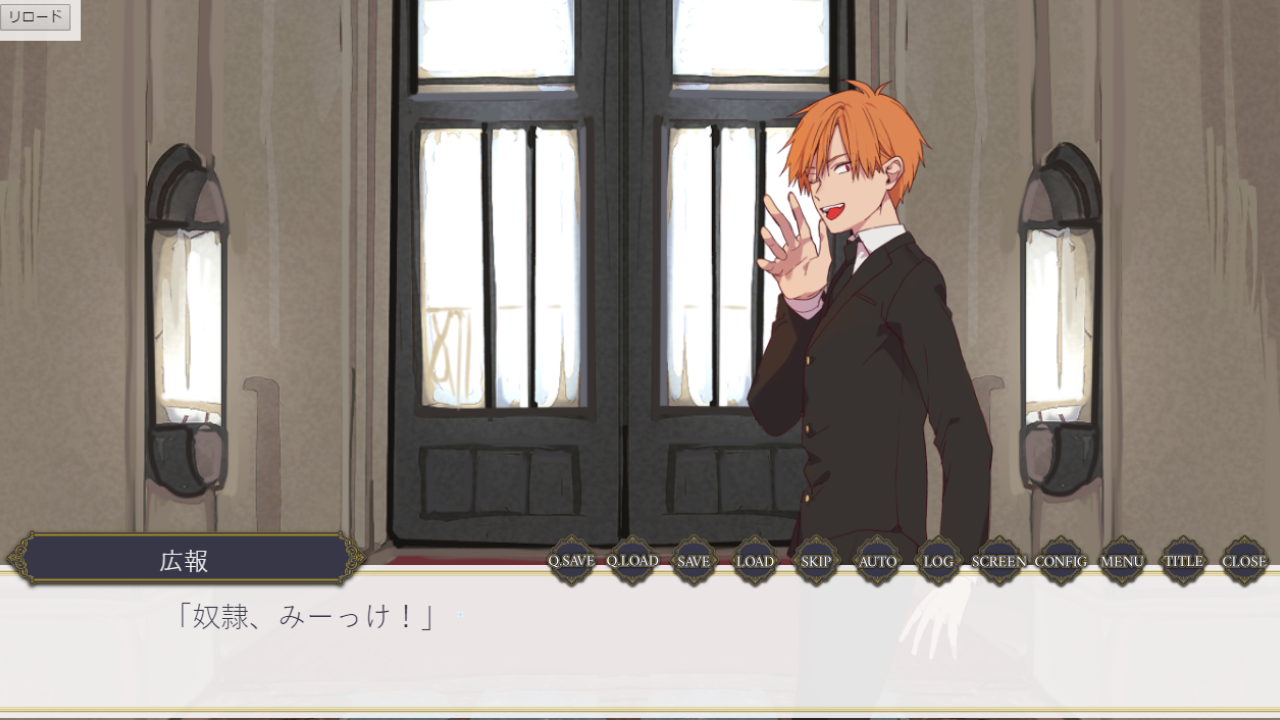 リロード
広報
Q.SAVE Q.LOAD SAVE LOAD SKIP AUTO LOG SCREEN CONFIG MENU TITLE CLOSE
「奴隷、みーっけ！」